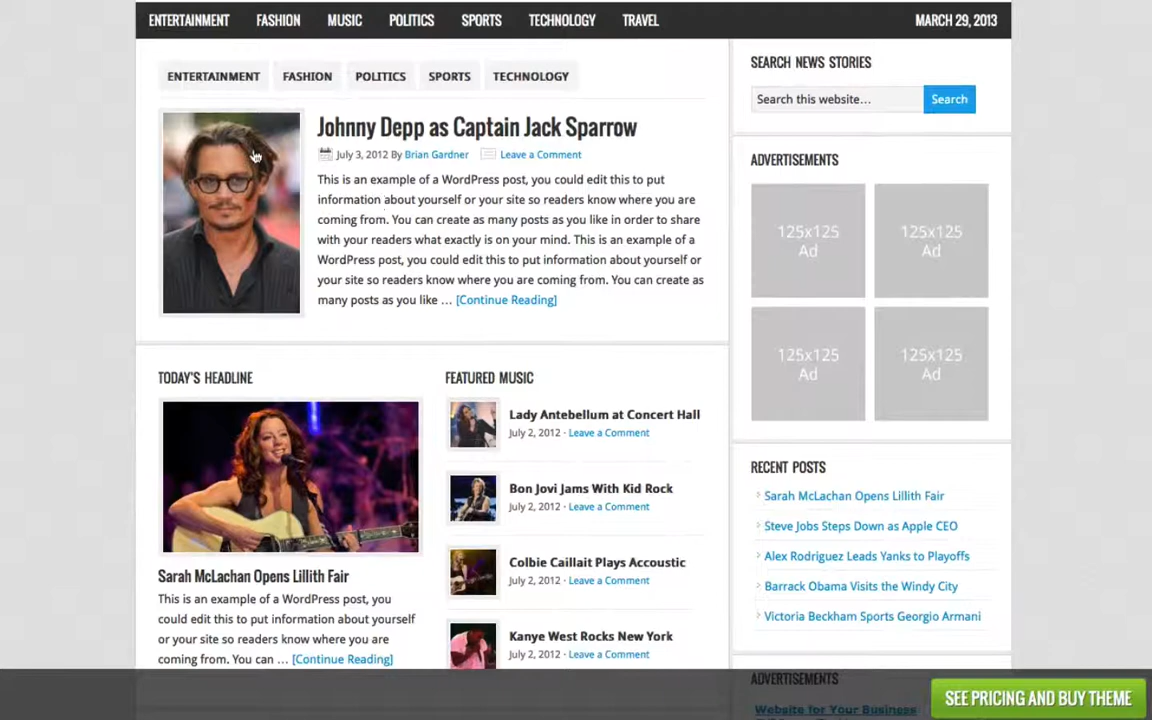 ENTERTAINMENT FASHION MUSIC POLITICS SPORTS TECHNOLOGY TRAVEL MARCH 29, 2013
ENTERTAINMENT FASHION POLITICS SPORTS TECHNOLOGY
Johnny Depp as Captain Jack Sparrow
July 3, 2012 By Brian Gardner Leave a Comment
This is an example of a WordPress post, you could edit this to put
information about yourself or your site so readers know where you are
coming from. You can create as many posts as you like in order to share
with your readers what exactly is on your mind. This is an example of a
WordPress post, you could edit this to put information about yourself or
your site so readers know where you are coming from. You can create as
many posts as you like … [Continue Reading]
TODAY'S HEADLINE
Sarah McLachan Opens Lillith Fair
This is an example of a WordPress post, you
could edit this to put information about
yourself or your site so readers know where
you are coming from. You can … [Continue Reading]
FEATURED MUSIC
Lady Antebellum at Concert Hall
July 2, 2012 · Leave a Comment
Bon Jovi Jams With Kid Rock
July 2, 2012 · Leave a Comment
Colbie Caillait Plays Accoustic
July 2, 2012 · Leave a Comment
Kanye West Rocks New York
July 2, 2012 · Leave a Comment
SEARCH NEWS STORIES
Search this website… Search
ADVERTISEMENTS
125x125
Ad
125x125
Ad
125x125
Ad
125x125
Ad
RECENT POSTS
Sarah McLachan Opens Lillith Fair
Steve Jobs Steps Down as Apple CEO
Alex Rodriguez Leads Yanks to Playoffs
Barrack Obama Visits the Windy City
Victoria Beckham Sports Georgio Armani
ADVERTISEMENTS
Website for Your Business
SEE PRICING AND BUY THEME